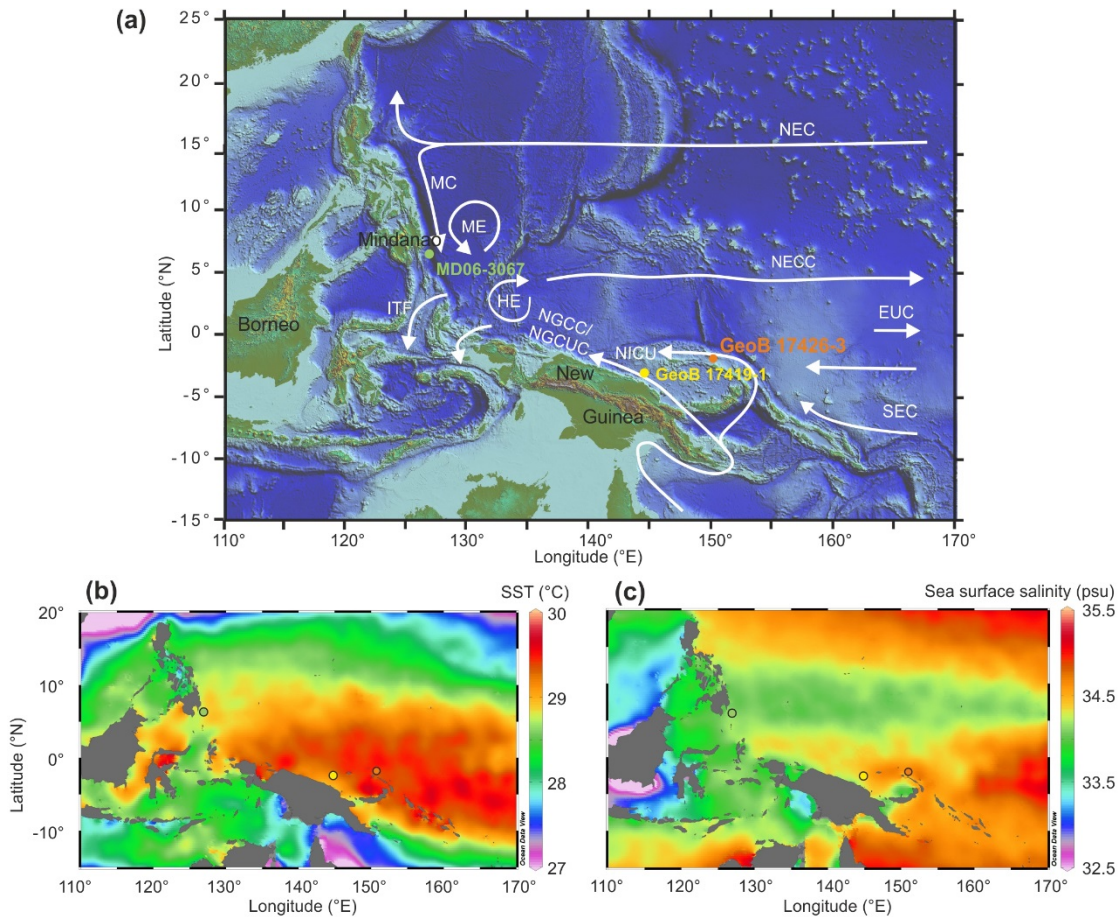 (a)
25°
20°
15°
10°
5°
0°
-5°
-10°
-15°
Latitude (°N)
NEC
MC
ME
Mindanao
MD06-3067
NECC
HE
ITF
EUC
Borneo
NGCC/
NGCUC
NICU
GeoB 17426-3
New
GeoB 17419-1
Guinea
SEC
110° 120° 130° 140° 150° 160° 170°
Longitude (°E)
(b)
SST (°C)
20°
10°
0°
-10°
Latitude (°N)
30
29
28
27
Ocean Data View
110° 120° 130° 140° 150° 160° 170°
Longitude (°E)
(c)
Sea surface salinity (psu)
35.5
34.5
33.5
32.5
Ocean Data View
110° 120° 130° 140° 150° 160° 170°
Longitude (°E)